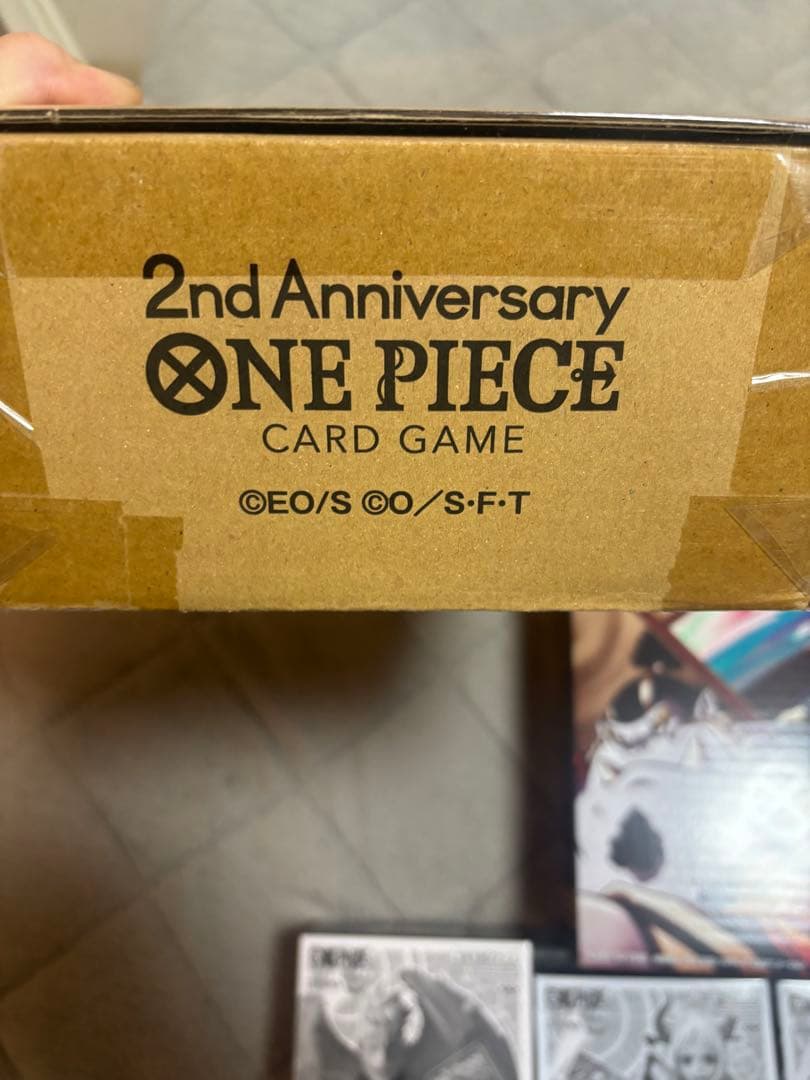 2nd Anniversary
ONE PIECE
CARD GAME
©EO/S ©O/S·F·T